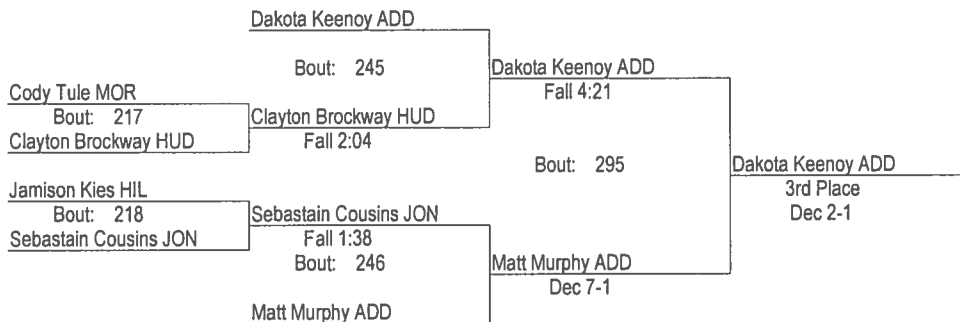 Dakota Keenoy ADD
Bout: 245
Dakota Keenoy ADD
Fall 4:21
Cody Tule MOR
Bout: 217
Clayton Brockway HUD
Clayton Brockway HUD
Fall 2:04
Bout: 295
Dakota Keenoy ADD
3rd Place
Dec 2-1
Jamison Kies HIL
Bout: 218
Sebastain Cousins JON
Sebastain Cousins JON
Fall 1:38
Bout: 246
Matt Murphy ADD
Dec 7-1
Matt Murphy ADD